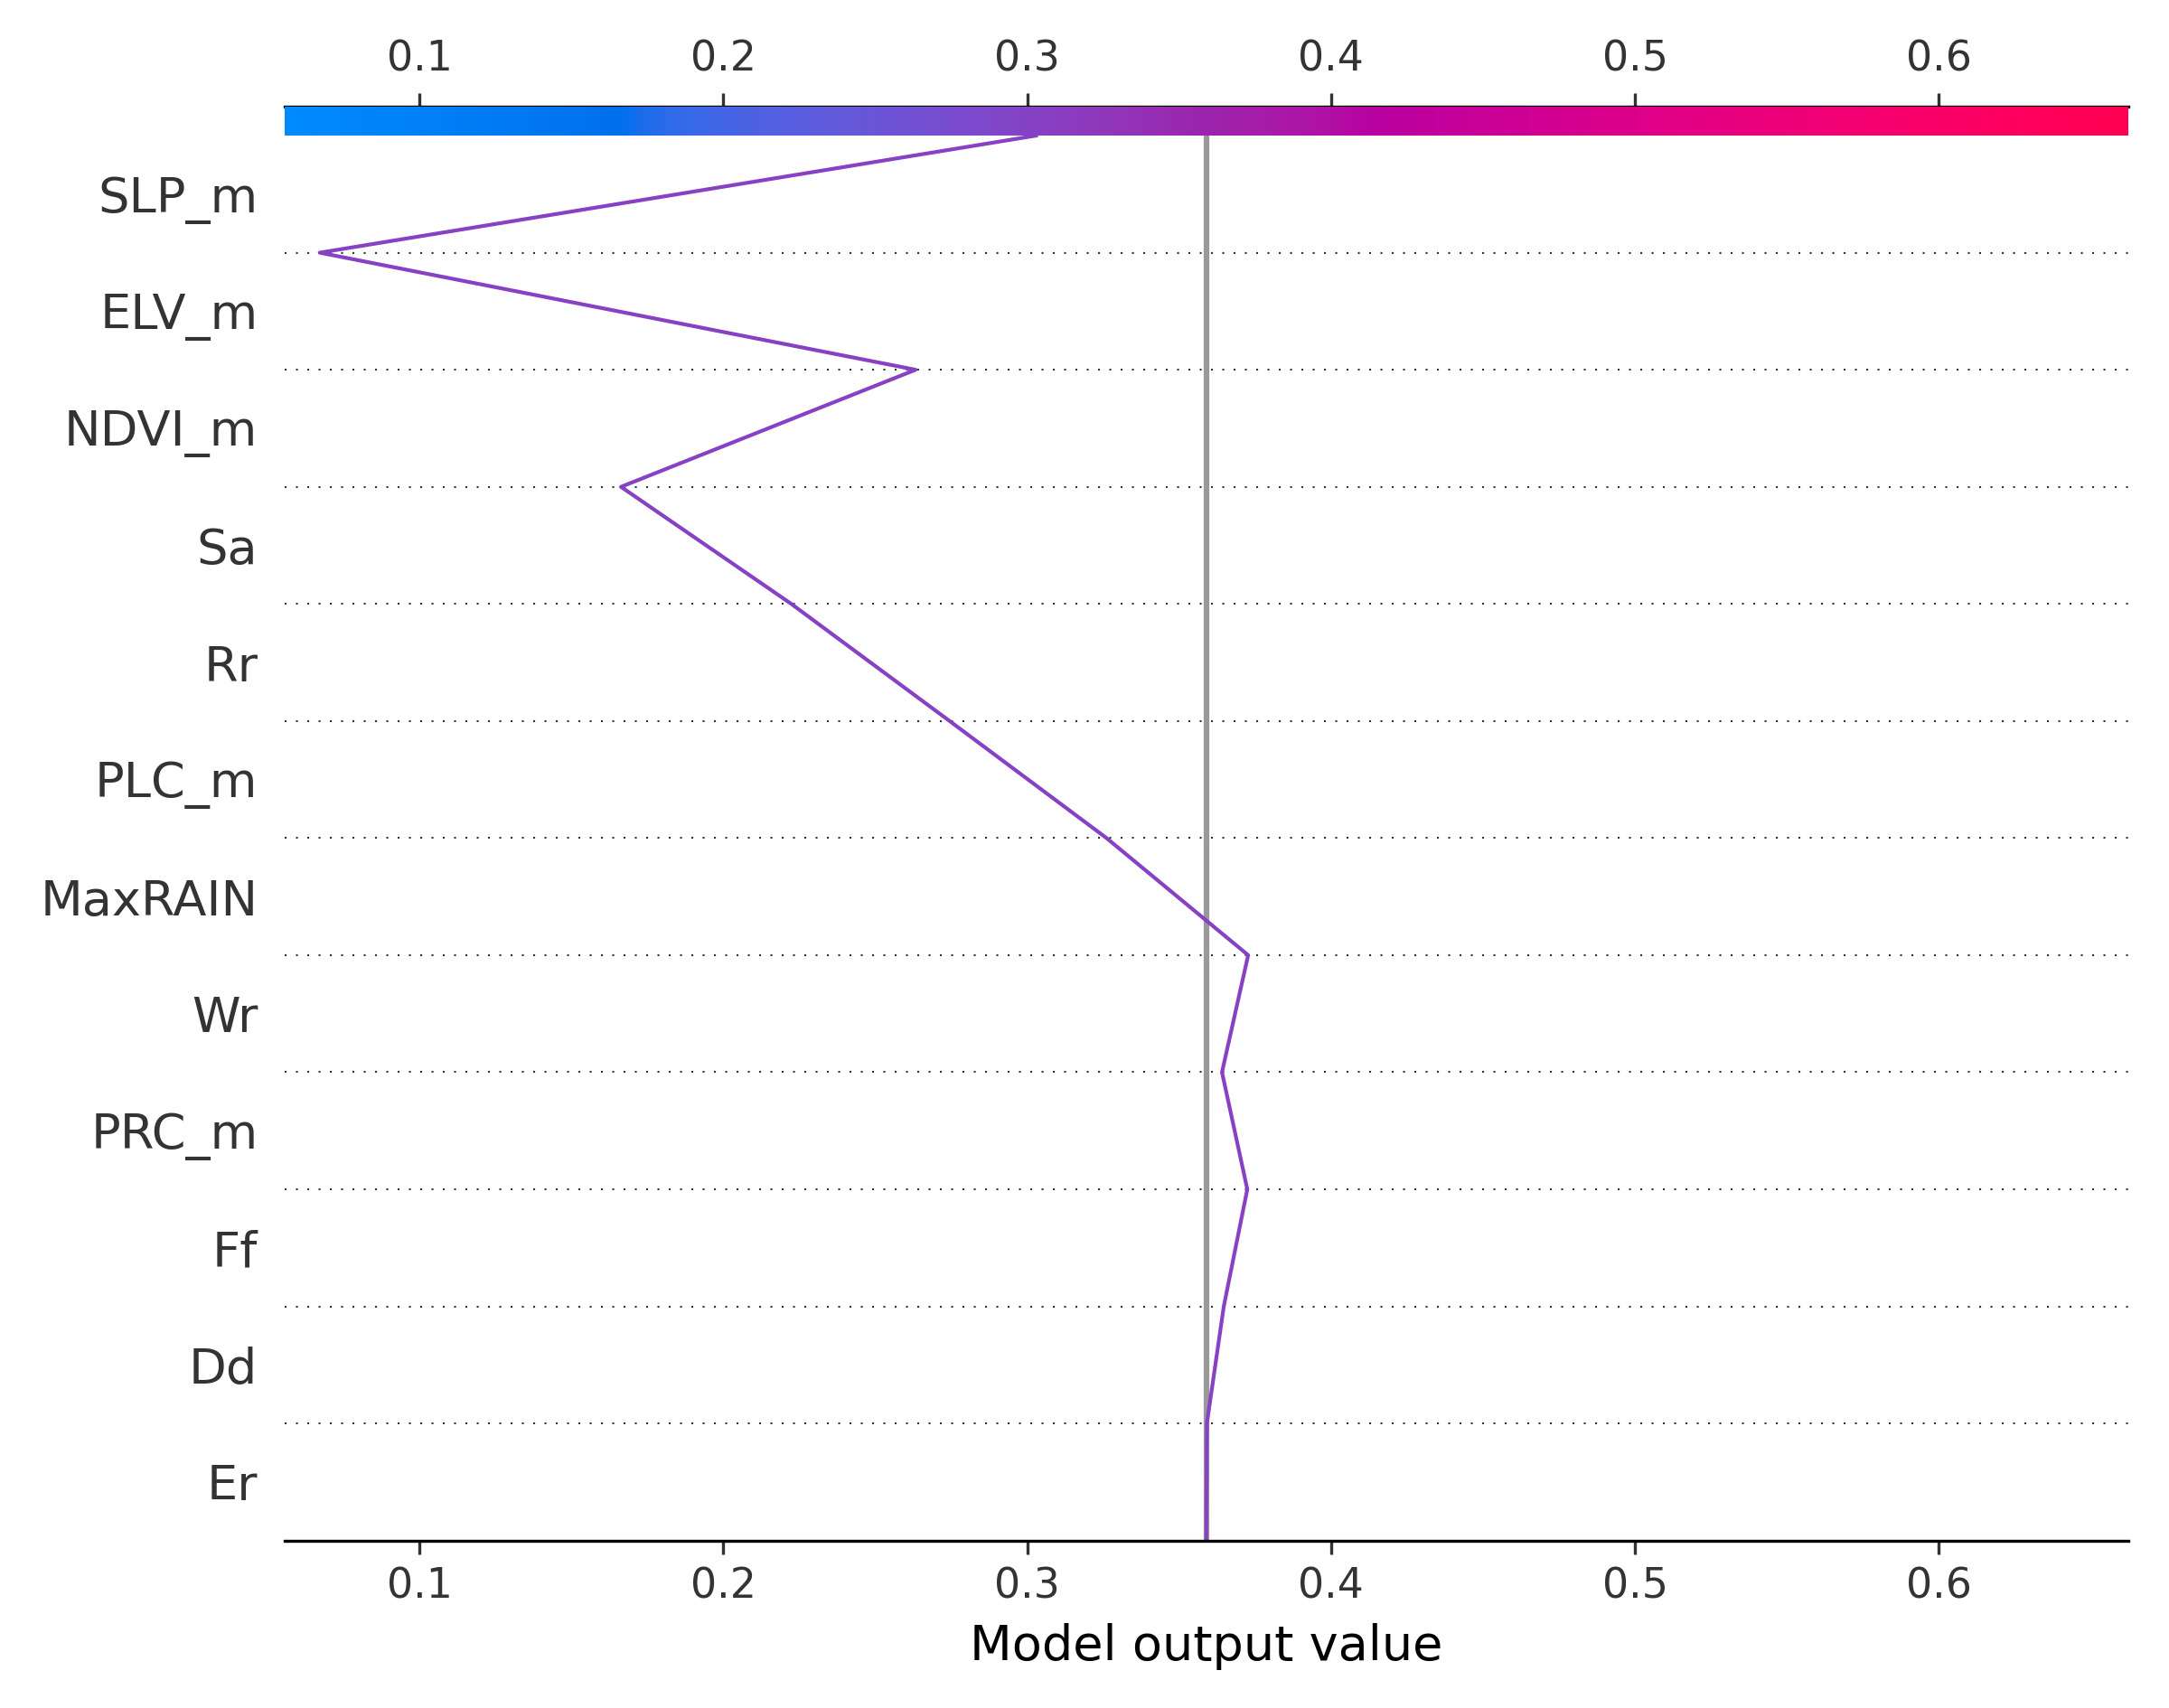 0.1 0.2 0.3 0.4 0.5 0.6
SLP_m
ELV_m
NDVI_m
Sa
Rr
PLC_m
MaxRAIN
Wr
PRC_m
Ff
Dd
Er
0.1 0.2 0.3 0.4 0.5 0.6
Model output value